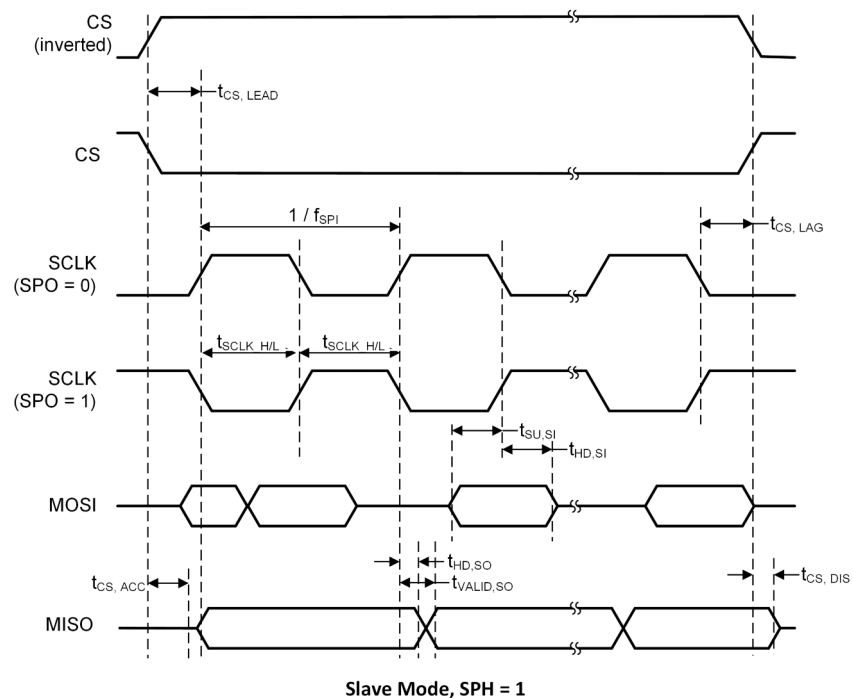 CS
(inverted)
tCS, LEAD
CS
1 / fSPI
tCS, LAG
SCLK
(SPO = 0)
tSCLK_H/L
tSCLK_H/L
SCLK
(SPO = 1)
tSU,SI
tHD,SI
MOSI
tHD,SO
tCS, ACC
tVALID,SO
tCS, DIS
MISO
Slave Mode, SPH = 1